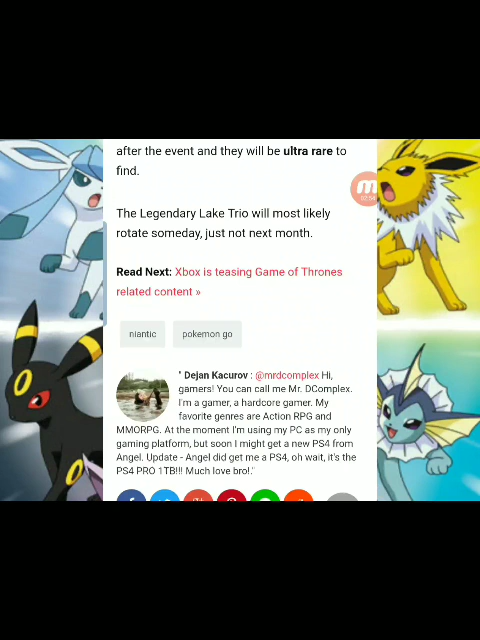 after the event and they will be ultra rare to
find.
The Legendary Lake Trio will most likely
rotate someday, just not next month.
02:54
Read Next: Xbox is teasing Game of Thrones
related content »
niantic
pokemon go
" Dejan Kacurov : @mrdcomplex Hi,
gamers! You can call me Mr. DComplex.
I'm a gamer, a hardcore gamer. My
favorite genres are Action RPG and
MMORPG. At the moment I'm using my PC as my only
gaming platform, but soon I might get a new PS4 from
Angel. Update - Angel did get me a PS4, oh wait, it's the
PS4 PRO 1TB!!! Much love bro!."